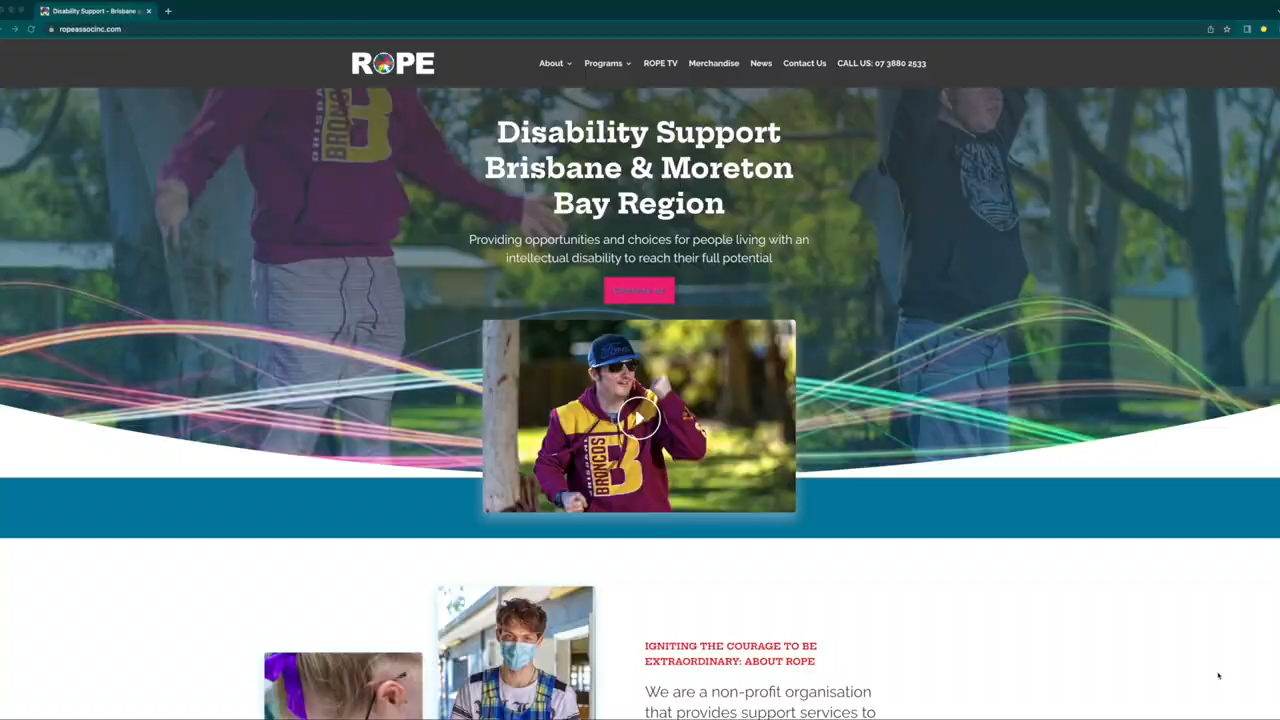 Disability Support - Brisbane
ropeassocinc.com
ROPE
About
Programs
ROPE TV
Merchandise
News
Contact Us
CALL US: 07 3880 2533
Disability Support
Brisbane & Moreton
Bay Region
Providing opportunities and choices for people living with an
intellectual disability to reach their full potential
CONTACT US
BRONCOS
BRONCOS
IGNITING THE COURAGE TO BE
EXTRAORDINARY: ABOUT ROPE
We are a non-profit organisation
that provides support services to